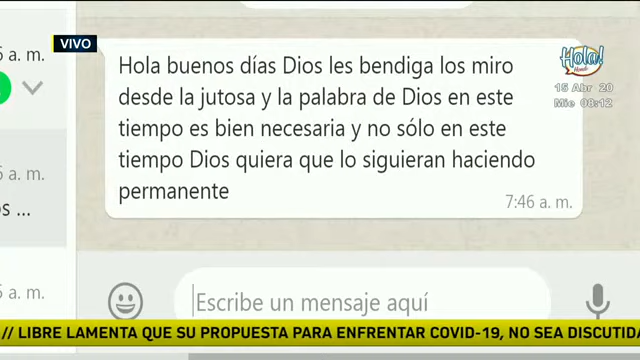 5 a. m.
VIVO
Hola!
15 Abr 20
Mie 08:12
Hola buenos días Dios les bendiga los miro
desde la jutosa y la palabra de Dios en este
tiempo es bien necesaria y no sólo en este
tiempo Dios quiera que lo siguieran haciendo
permanente
7:46 a. m.
5 a. m.
os ...
5 a. m.
Escribe un mensaje aquí
// LIBRE LAMENTA QUE SU PROPUESTA PARA ENFRENTAR COVID-19, NO SEA DISCUTIDA